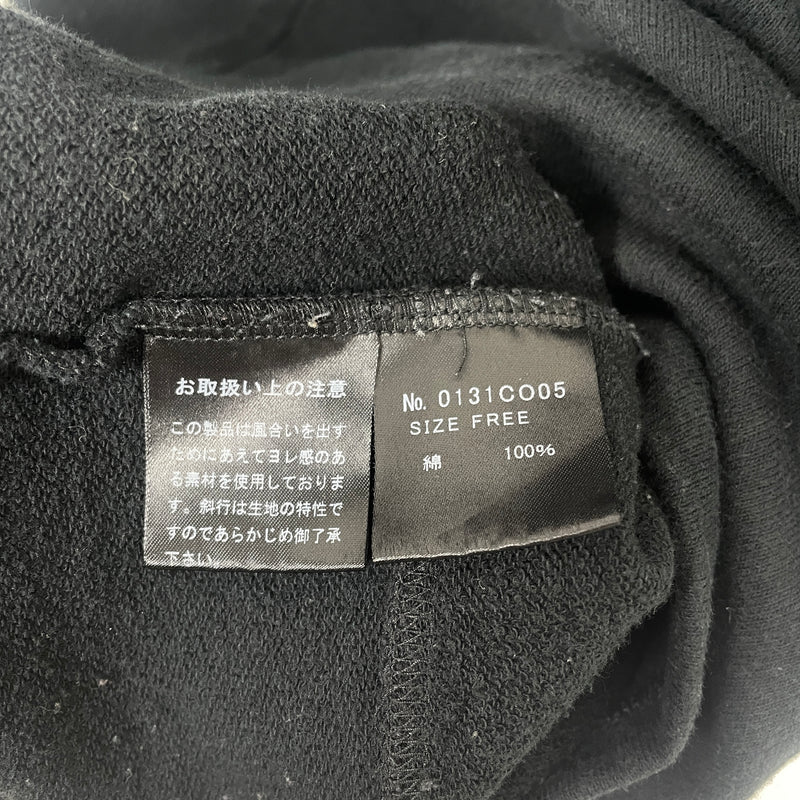 お取扱い上の注意
この製品は風合いを出す
ためにあえてヨレ感のあ
る素材を使用しておりま
す。斜行は生地の特性で
すのであらかじめ御了承
下さい。
No. 0131CO05
SIZE FREE
綿 100%